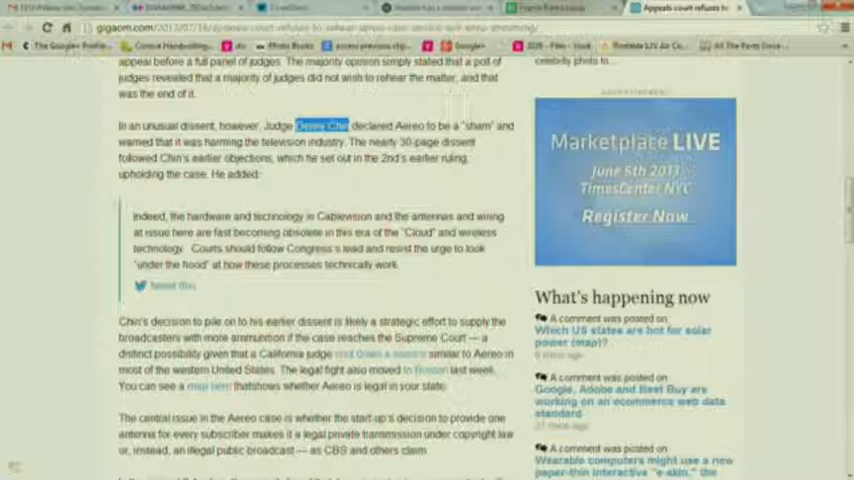 Appeals court refuses to
gigaom.com/2013/07/16/appeals-court-refuses-to-rehear-aereo-case
Photo Books
Google+
appeal before a full panel of judges. The majority opinion simply stated that a poll of
judges revealed that a majority of judges did not wish to rehear the matter, and that
was the end of it.
In an unusual dissent, however, Judge Denny Chin declared Aereo to be a "sham" and
warned that it was harming the television industry. The nearly 30-page dissent
followed Chin's earlier objections, which he set out in the 2nd's earlier ruling,
upholding the case. He added:
Indeed, the hardware and technology in Cablevision and the antennas and wiring
at issue here are fast becoming obsolete in this era of the "Cloud" and wireless
technology. Courts should follow Congress's lead and resist the urge to look
"under the hood" at how these processes technically work.
tweet this
Chin's decision to pile on to his earlier dissent is likely a strategic effort to supply the
broadcasters with more ammunition if the case reaches the Supreme Court — a
distinct possibility given that a California judge similar to Aereo in
most of the western United States. The legal fight also moved to Boston last week.
You can see a map here thatshows whether Aereo is legal in your state.
The central issue in the Aereo case is whether the start-up's decision to provide one
antenna for every subscriber makes it a legal private transmission under copyright law
or, instead, an illegal public broadcast — as CBS and others claim.
celebrity photo to...
ADVERTISEMENT
Marketplace LIVE
June 6th 2013
TimesCenter NYC
Register Now
What's happening now
A comment was posted on
Which US states are hot for solar
power (map)?
A comment was posted on
Google, Adobe and Best Buy are
working on an ecommerce web data
standard
A comment was posted on
Wearable computers might use a new
paper-thin interactive "e-skin," the